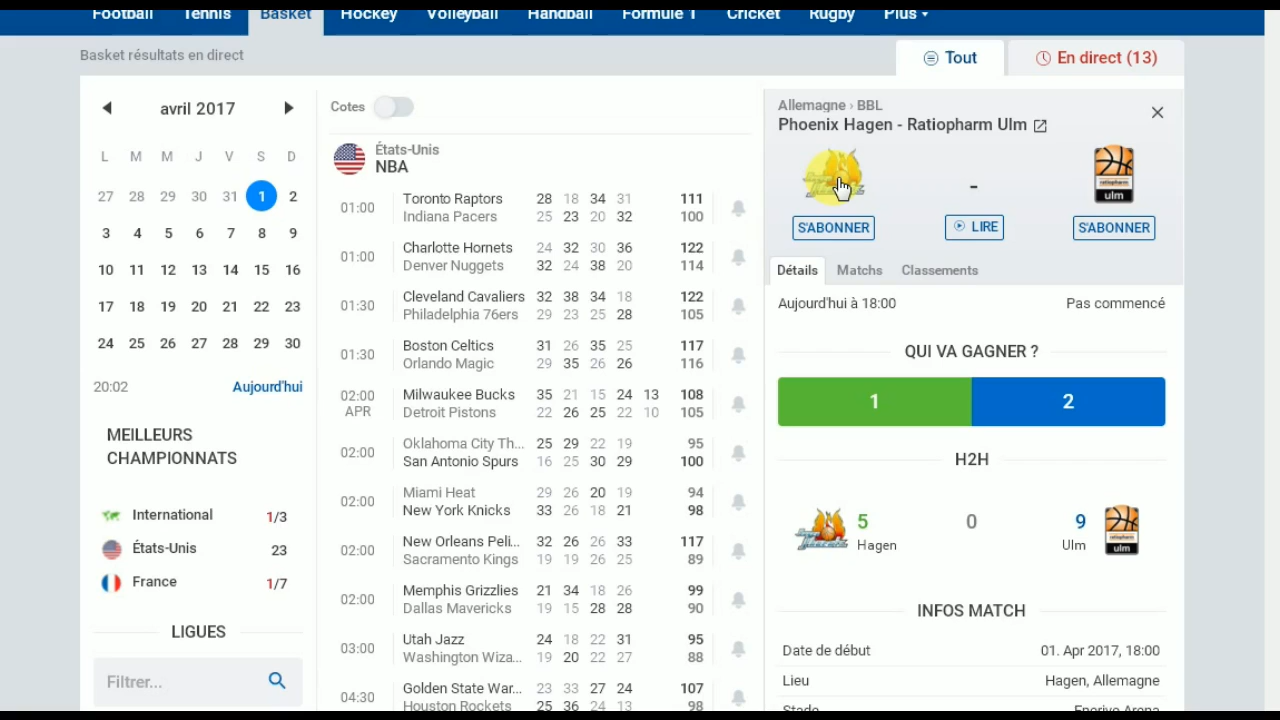 Football Tennis Basket Hockey Volleyball Handball Formule 1 Cricket Rugby Plus
Basket résultats en direct
Tout En direct (13)
avril 2017
L M M J V S D
27 28 29 30 31 1 2
3 4 5 6 7 8 9
10 11 12 13 14 15 16
17 18 19 20 21 22 23
24 25 26 27 28 29 30
20:02 Aujourd'hui
MEILLEURS
CHAMPIONNATS
International 1/3
États-Unis 23
France 1/7
LIGUES
Filtrer...
Cotes
États-Unis
NBA
01:00
Toronto Raptors 28 18 34 31 111
Indiana Pacers 25 23 20 32 100
01:00
Charlotte Hornets 24 32 30 36 122
Denver Nuggets 32 24 38 20 114
01:30
Cleveland Cavaliers 32 38 34 18 122
Philadelphia 76ers 29 23 25 28 105
01:30
Boston Celtics 31 26 35 25 117
Orlando Magic 29 35 26 26 116
02:00
APR
Milwaukee Bucks 35 21 15 24 13 108
Detroit Pistons 22 26 25 22 10 105
02:00
Oklahoma City Th... 25 29 22 19 95
San Antonio Spurs 16 25 30 29 100
02:00
Miami Heat 29 26 20 19 94
New York Knicks 33 26 18 21 98
02:00
New Orleans Peli... 32 26 26 33 117
Sacramento Kings 19 19 26 25 89
02:00
Memphis Grizzlies 21 34 18 26 99
Dallas Mavericks 19 15 28 28 90
03:00
Utah Jazz 24 18 22 31 95
Washington Wiza... 19 20 22 27 88
04:30
Golden State War... 23 33 27 24 107
Houston Rockets 25 36 24 13 98
Allemagne › BBL
Phoenix Hagen - Ratiopharm Ulm
-
ulm
S'ABONNER LIRE S'ABONNER
Détails Matchs Classements
Aujourd'hui à 18:00 Pas commencé
QUI VA GAGNER ?
1 2
H2H
5 0 9
Hagen Ulm
ulm
INFOS MATCH
Date de début 01. Apr 2017, 18:00
Lieu Hagen, Allemagne
Stade Enervie Arena